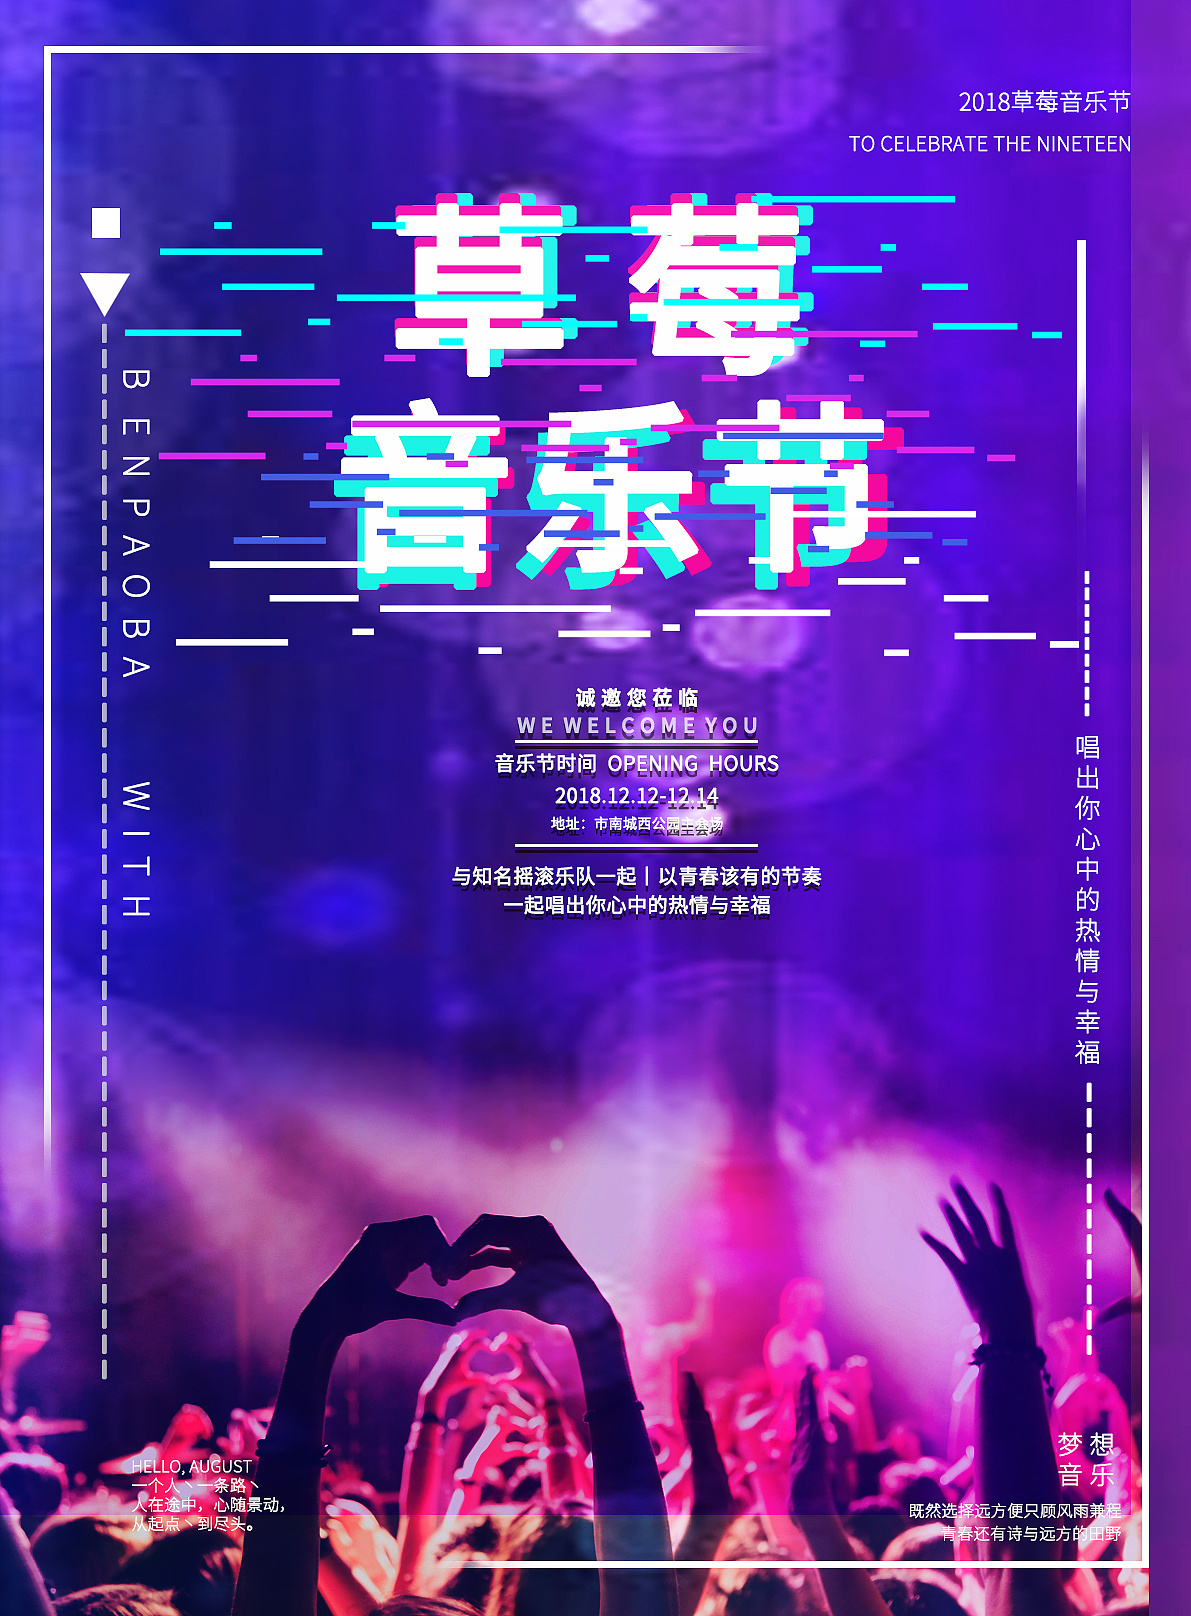 2018草莓音乐节
TO CELEBRATE THE NINETEEN
草莓
音乐节
BENPAOBA WITH
诚邀您莅临
WE WELCOME YOU
音乐节时间 OPENING HOURS
2018.12.12-12.14
地址：市南城西公园主会场
与知名摇滚乐队一起丨以青春该有的节奏
一起唱出你心中的热情与幸福
唱出你心中的热情与幸福
梦想
音乐
既然选择远方便只顾风雨兼程
青春还有诗与远方的田野
HELLO, AUGUST
一个人丶一条路丶
人在途中，心随景动，
从起点丶到尽头。